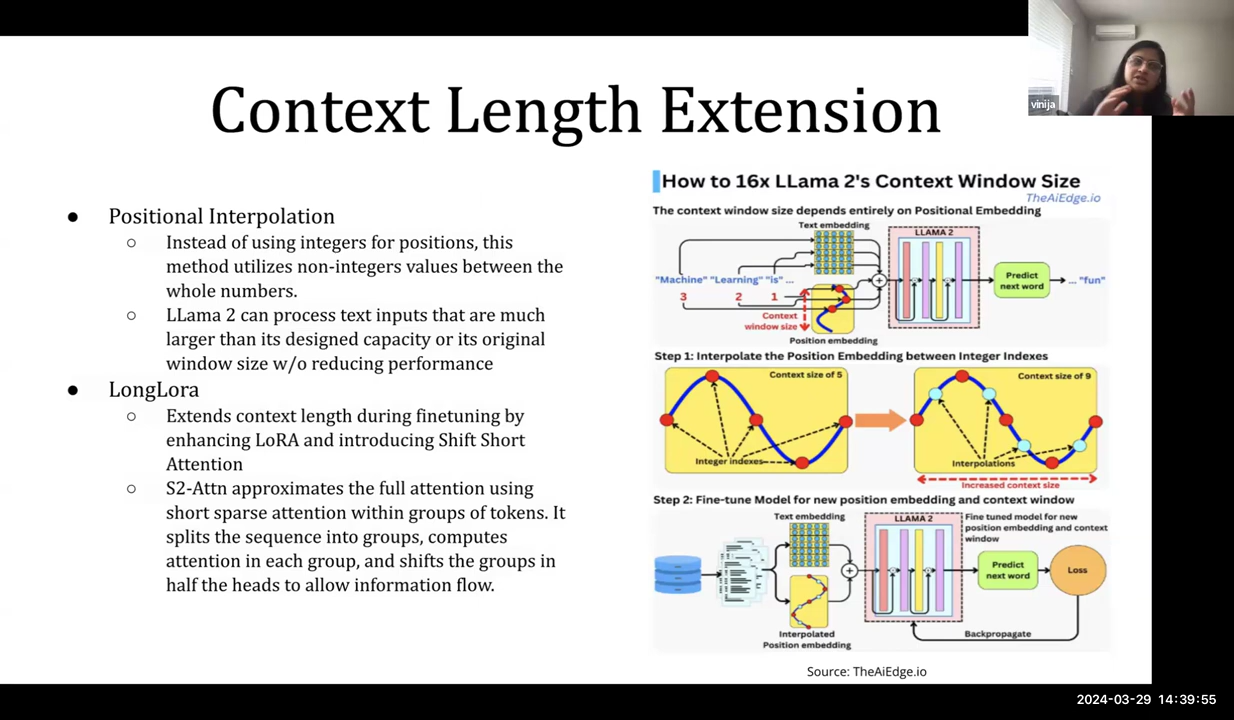 vinija
Context Length Extension
● Positional Interpolation
○ Instead of using integers for positions, this
method utilizes non-integers values between the
whole numbers.
○ LLama 2 can process text inputs that are much
larger than its designed capacity or its original
window size w/o reducing performance
● LongLora
○ Extends context length during finetuning by
enhancing LoRA and introducing Shift Short
Attention
○ S2-Attn approximates the full attention using
short sparse attention within groups of tokens. It
splits the sequence into groups, computes
attention in each group, and shifts the groups in
half the heads to allow information flow.
How to 16x LLama 2's Context Window Size
TheAiEdge.io
The context window size depends entirely on Positional Embedding
Text embedding
LLAMA 2
"Machine" "Learning" "is" ...
3 2 1
Context
window size
Position embedding
Predict
next word
... "fun"
Step 1: Interpolate the Position Embedding between Integer Indexes
Context size of 5
Integer indexes
Context size of 9
Interpolations
Increased context size
Step 2: Fine-tune Model for new position embedding and context window
Text embedding
LLAMA 2
Fine tuned model for new
position embedding and context
window
Predict
next word
Loss
Interpolated
Position embedding
Backpropagate
Source: TheAiEdge.io
2024-03-29 14:39:55